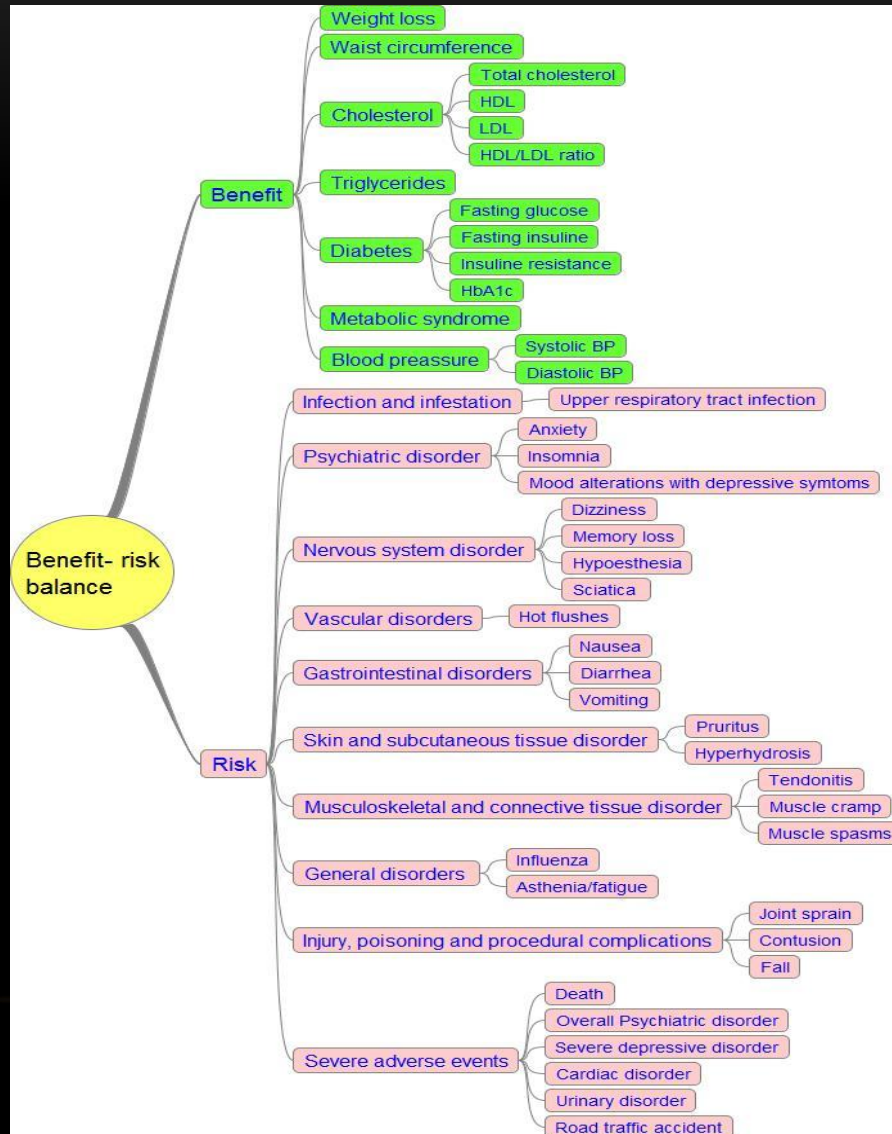 Benefit- risk
balance
Benefit
Weight loss
Waist circumference
Cholesterol
Total cholesterol
HDL
LDL
HDL/LDL ratio
Triglycerides
Diabetes
Fasting glucose
Fasting insuline
Insuline resistance
HbA1c
Metabolic syndrome
Blood preassure
Systolic BP
Diastolic BP
Risk
Infection and infestation
Upper respiratory tract infection
Psychiatric disorder
Anxiety
Insomnia
Mood alterations with depressive symtoms
Nervous system disorder
Dizziness
Memory loss
Hypoesthesia
Sciatica
Vascular disorders
Hot flushes
Gastrointestinal disorders
Nausea
Diarrhea
Vomiting
Skin and subcutaneous tissue disorder
Pruritus
Hyperhydrosis
Musculoskeletal and connective tissue disorder
Tendonitis
Muscle cramp
Muscle spasms
General disorders
Influenza
Asthenia/fatigue
Injury, poisoning and procedural complications
Joint sprain
Contusion
Fall
Severe adverse events
Death
Overall Psychiatric disorder
Severe depressive disorder
Cardiac disorder
Urinary disorder
Road traffic accident